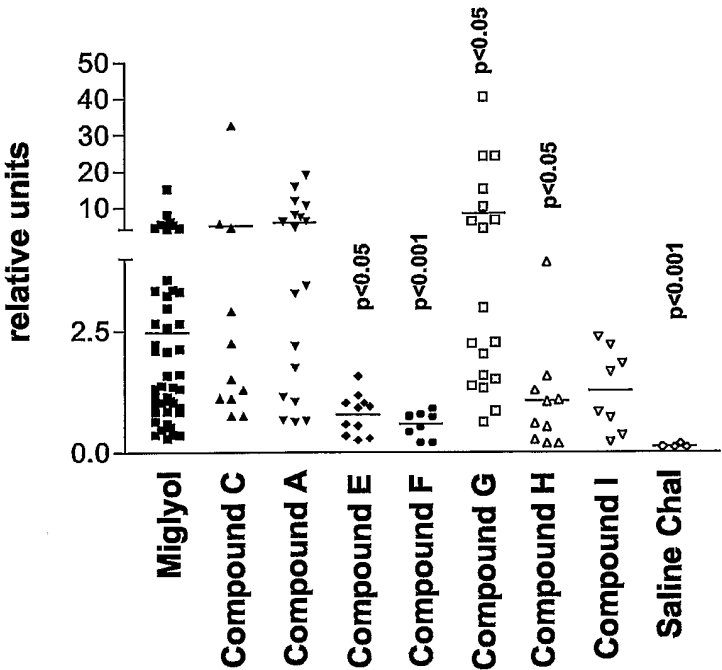 relative units
50
40
30
20
10
2.5
0.0
p<0.05
p<0.001
p<0.05
p<0.05
p<0.001
Miglyol
Compound C
Compound A
Compound E
Compound F
Compound G
Compound H
Compound I
Saline Chal